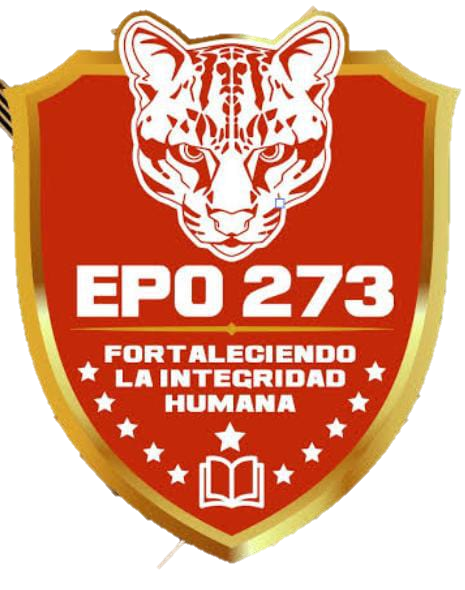 EPO 273
FORTALECIENDO
LA INTEGRIDAD
HUMANA